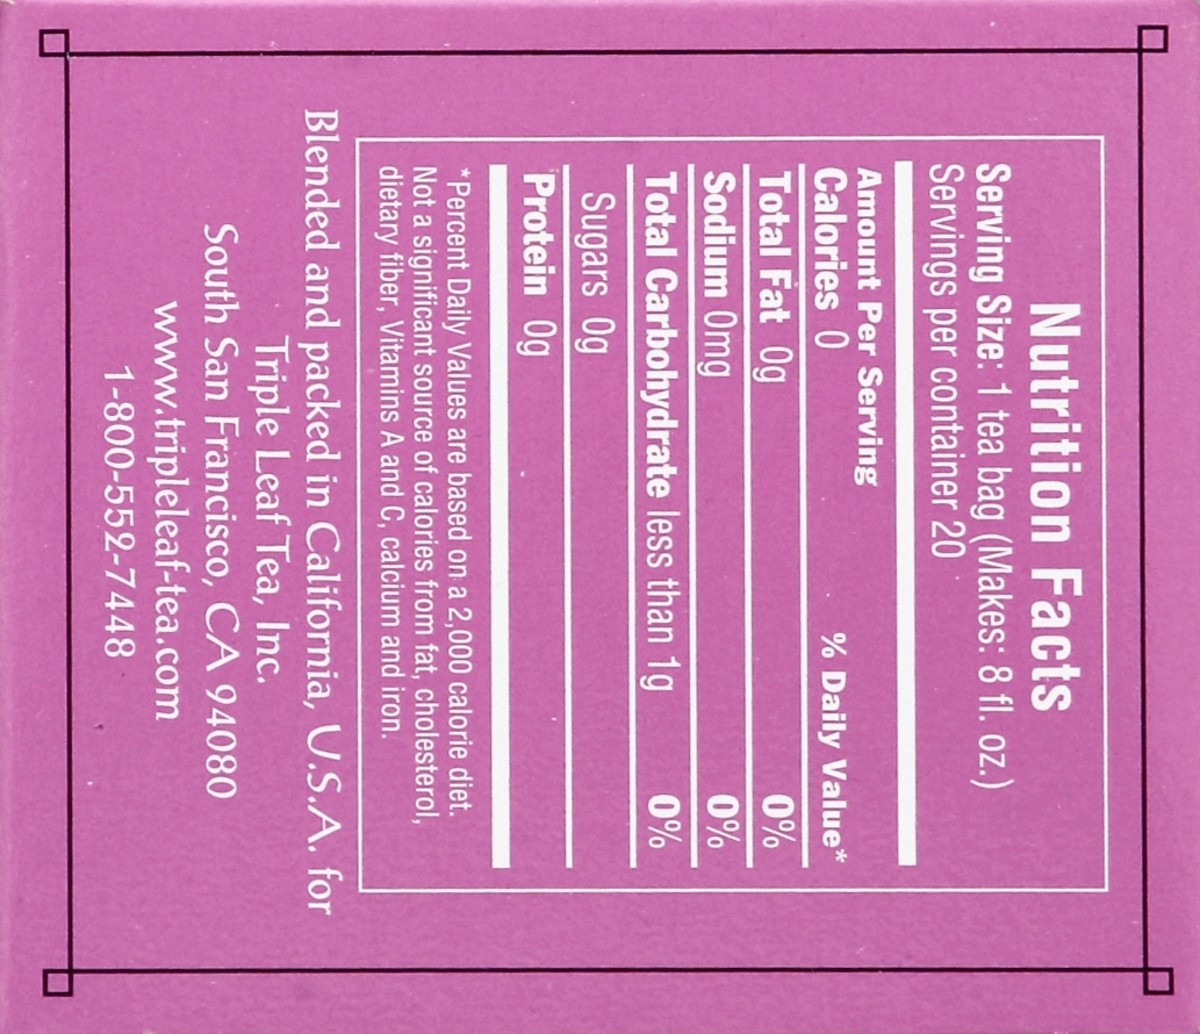 Nutrition Facts
Serving Size: 1 tea bag (Makes: 8 fl. oz.)
Servings per container 20
Amount Per Serving
Calories 0 % Daily Value*
Total Fat 0g 0%
Sodium 0mg 0%
Total Carbohydrate less than 1g 0%
Sugars 0g
Protein 0g
*Percent Daily Values are based on a 2,000 calorie diet.
Not a significant source of calories from fat, cholesterol,
dietary fiber, Vitamins A and C, calcium and iron.
Blended and packed in California, U.S.A. for
Triple Leaf Tea, Inc.
South San Francisco, CA 94080
www.tripleleaf-tea.com
1-800-552-7448